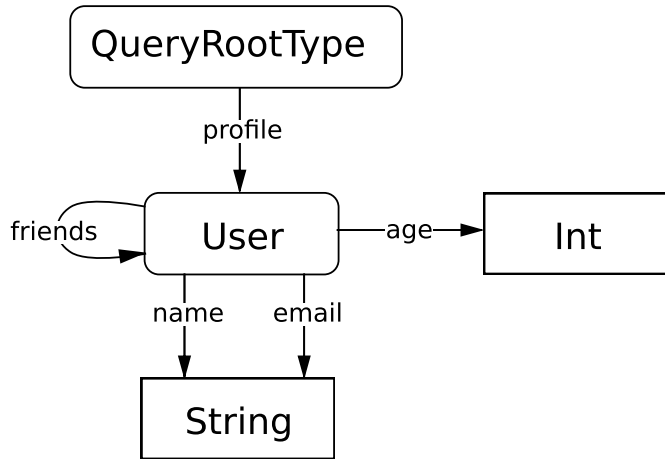 QueryRootType
profile
friends
User
age
Int
name
email
String